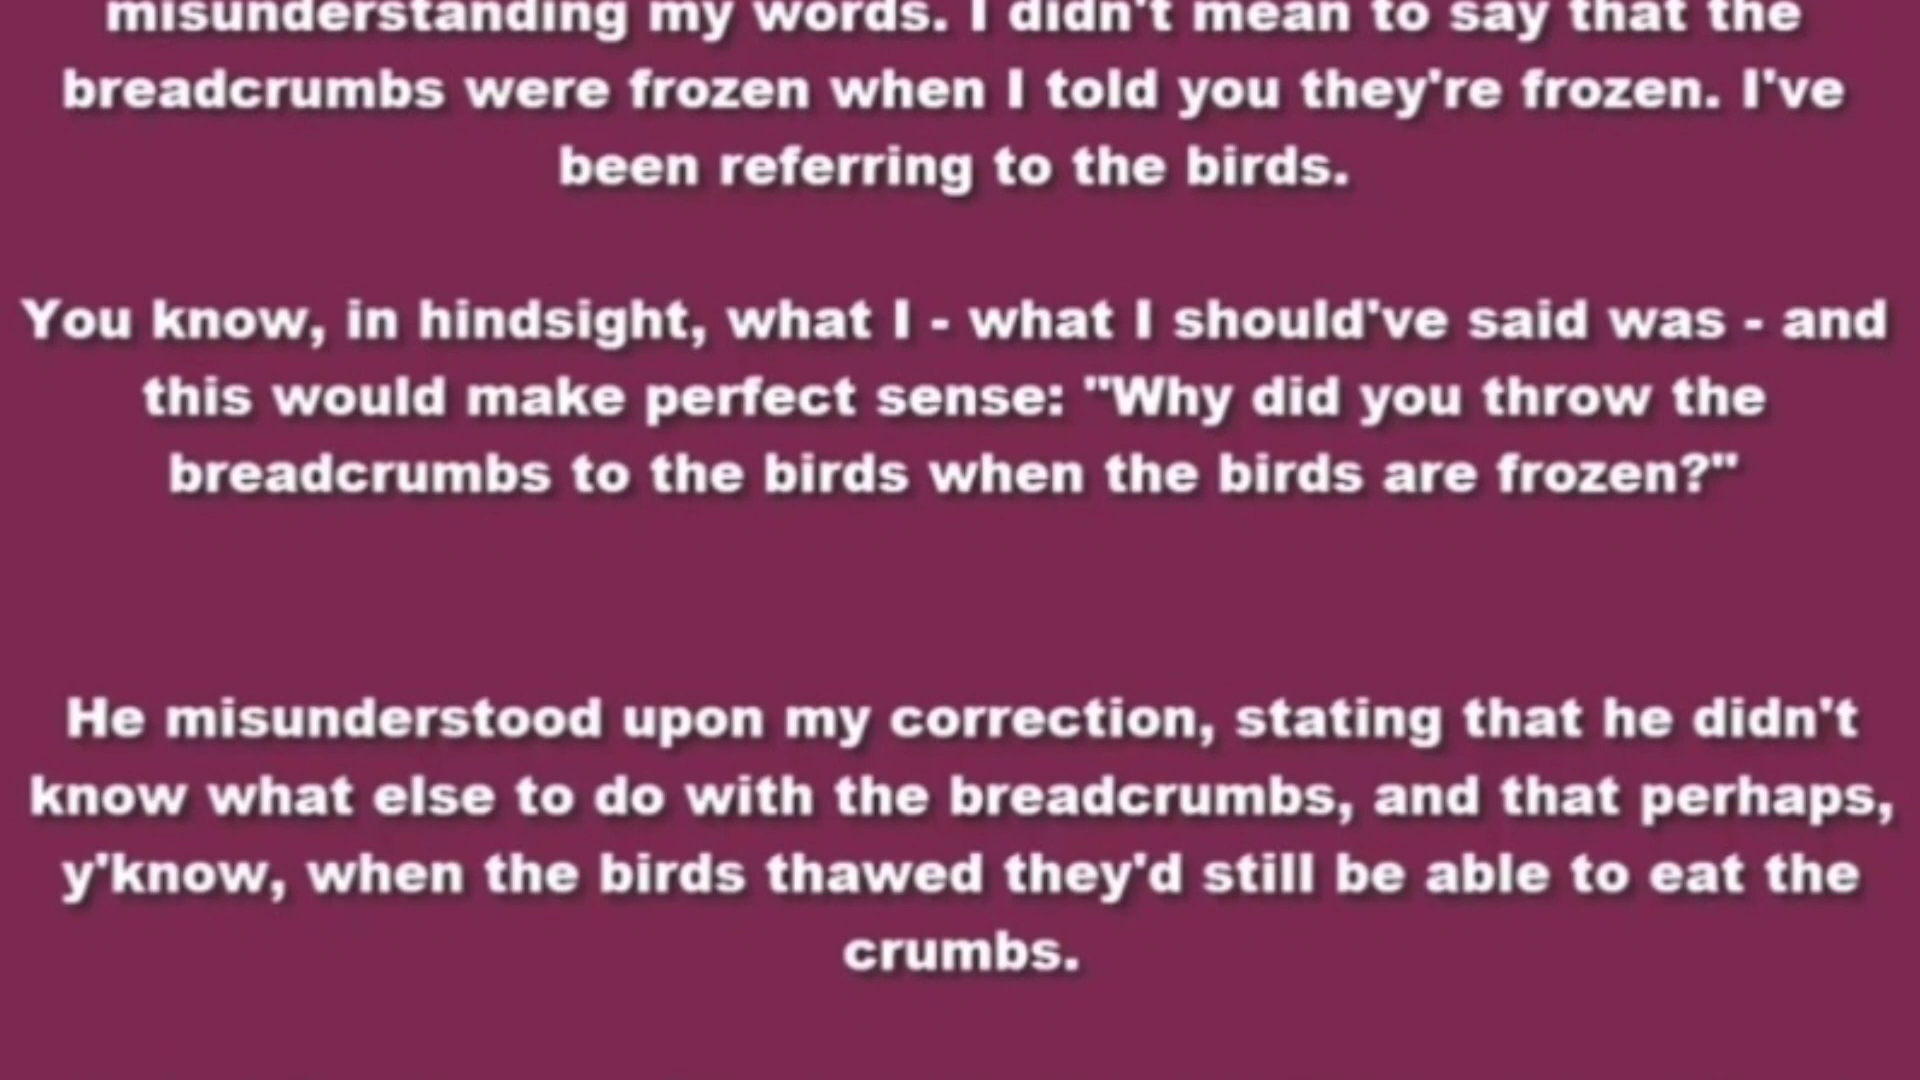 misunderstanding my words. I didn't mean to say that the
breadcrumbs were frozen when I told you they're frozen. I've
been referring to the birds.
You know, in hindsight, what I - what I should've said was - and
this would make perfect sense: "Why did you throw the
breadcrumbs to the birds when the birds are frozen?"
He misunderstood upon my correction, stating that he didn't
know what else to do with the breadcrumbs, and that perhaps,
y'know, when the birds thawed they'd still be able to eat the
crumbs.